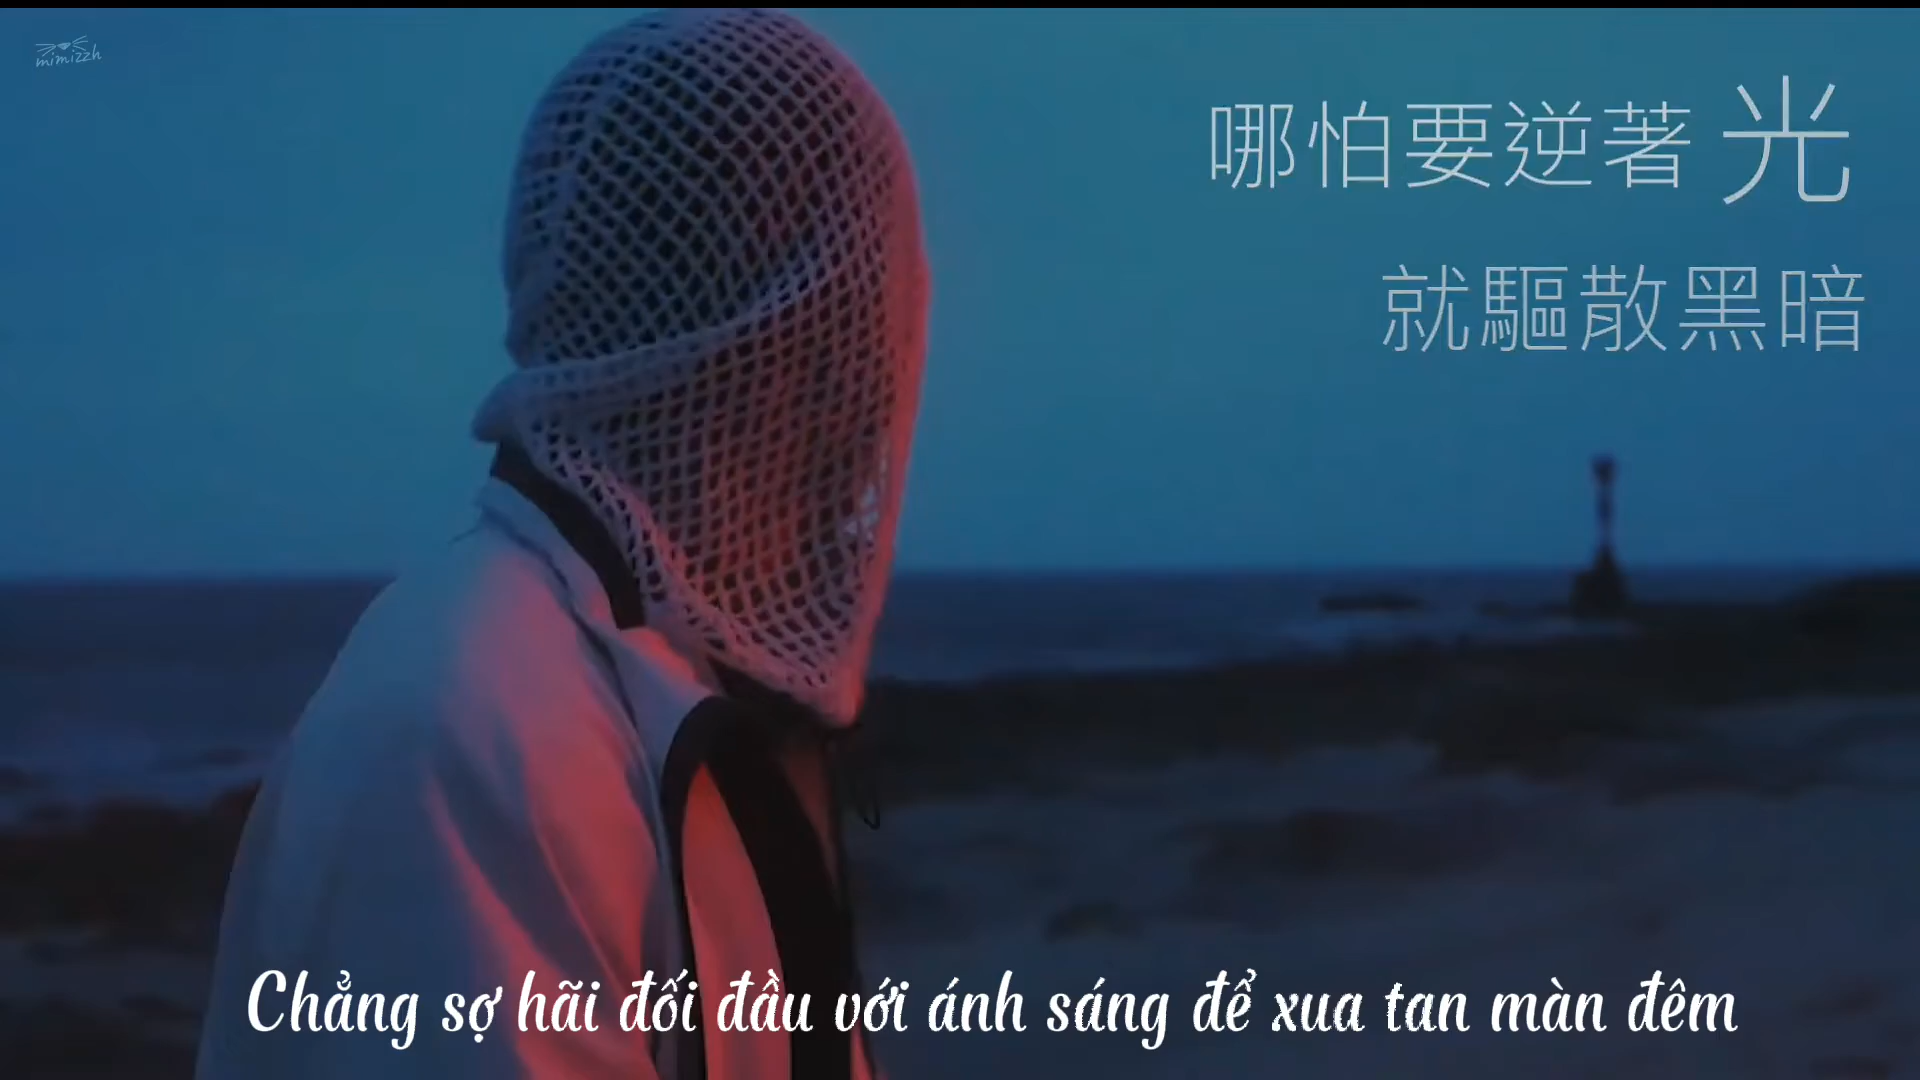 mimizzh
哪怕要逆著光
就驅散黑暗
Chẳng sợ hãi đối đầu với ánh sáng để xua tan màn đêm